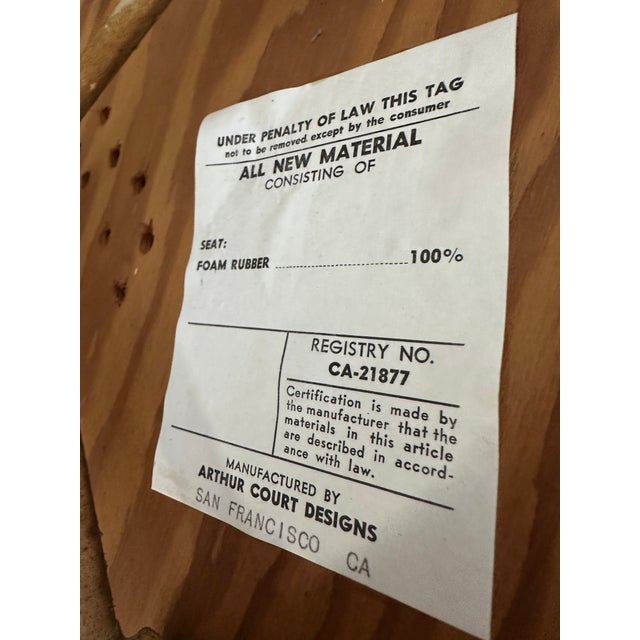 UNDER PENALTY OF LAW THIS TAG
not to be removed except by the consumer
ALL NEW MATERIAL
CONSISTING OF
SEAT:
FOAM RUBBER ........................................ 100%
REGISTRY NO.
CA-21877
Certification is made by
the manufacturer that the
materials in this article
are described in accord-
ance with law.
MANUFACTURED BY
ARTHUR COURT DESIGNS
SAN FRANCISCO CA